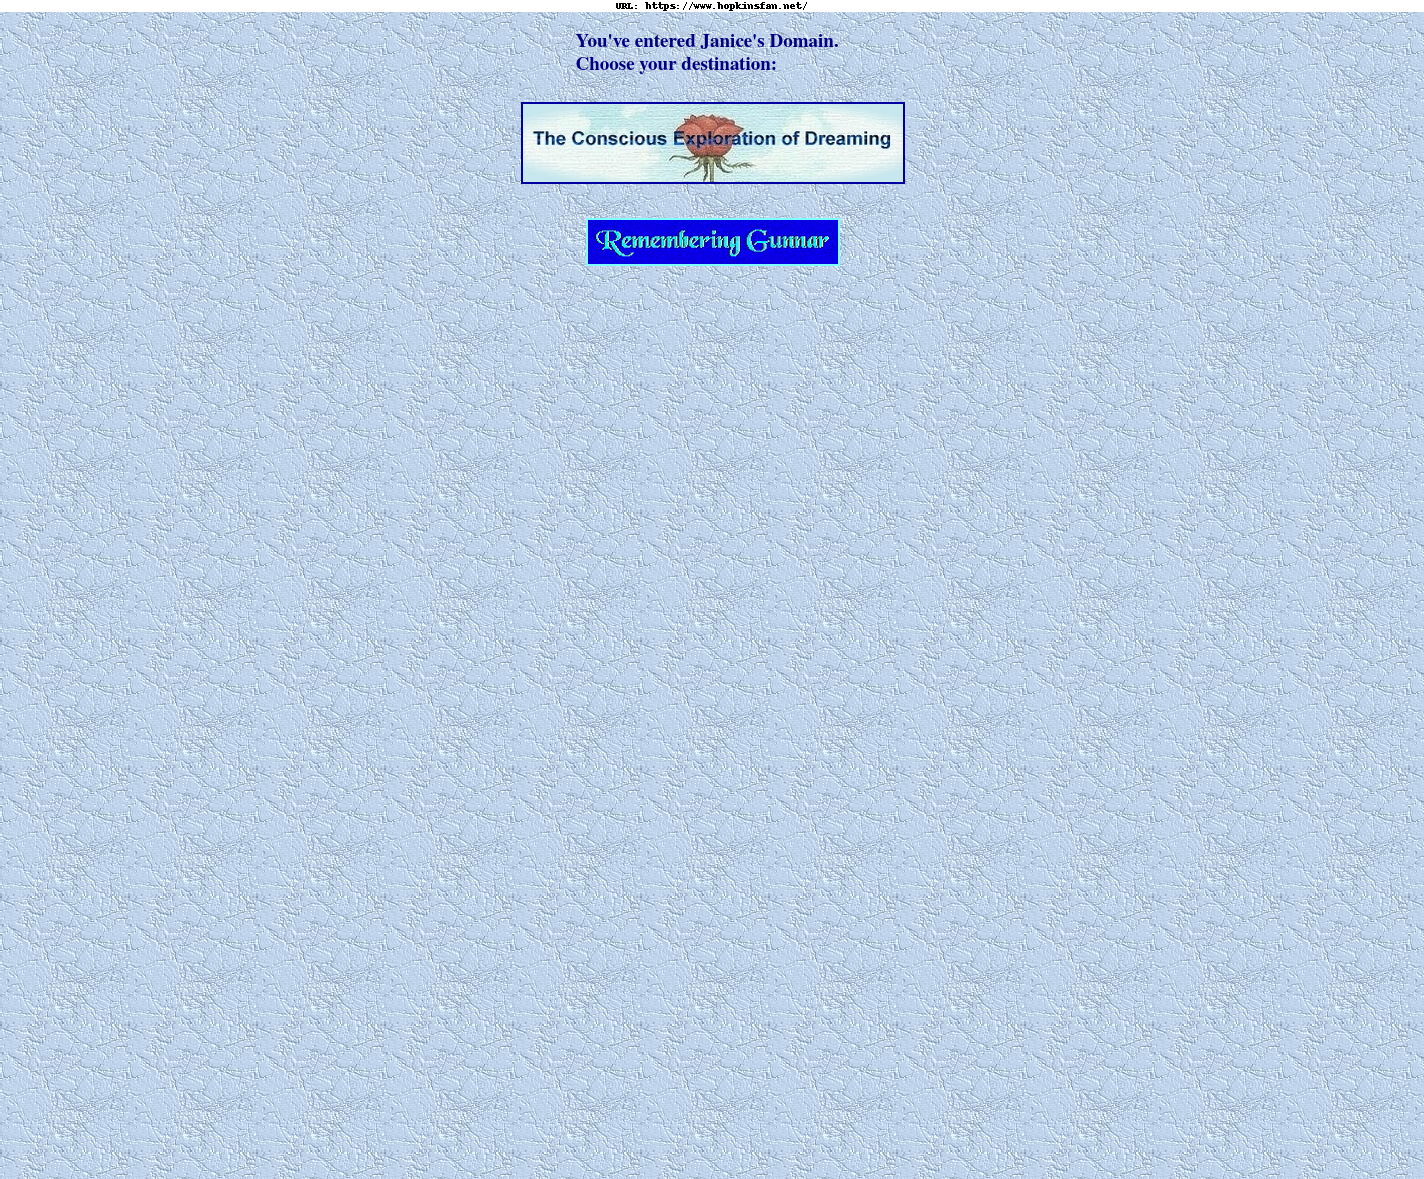 URL: https://www.hopkinsfan.net/
You've entered Janice's Domain.
Choose your destination:
The Conscious Exploration of Dreaming
Remembering Gunnar